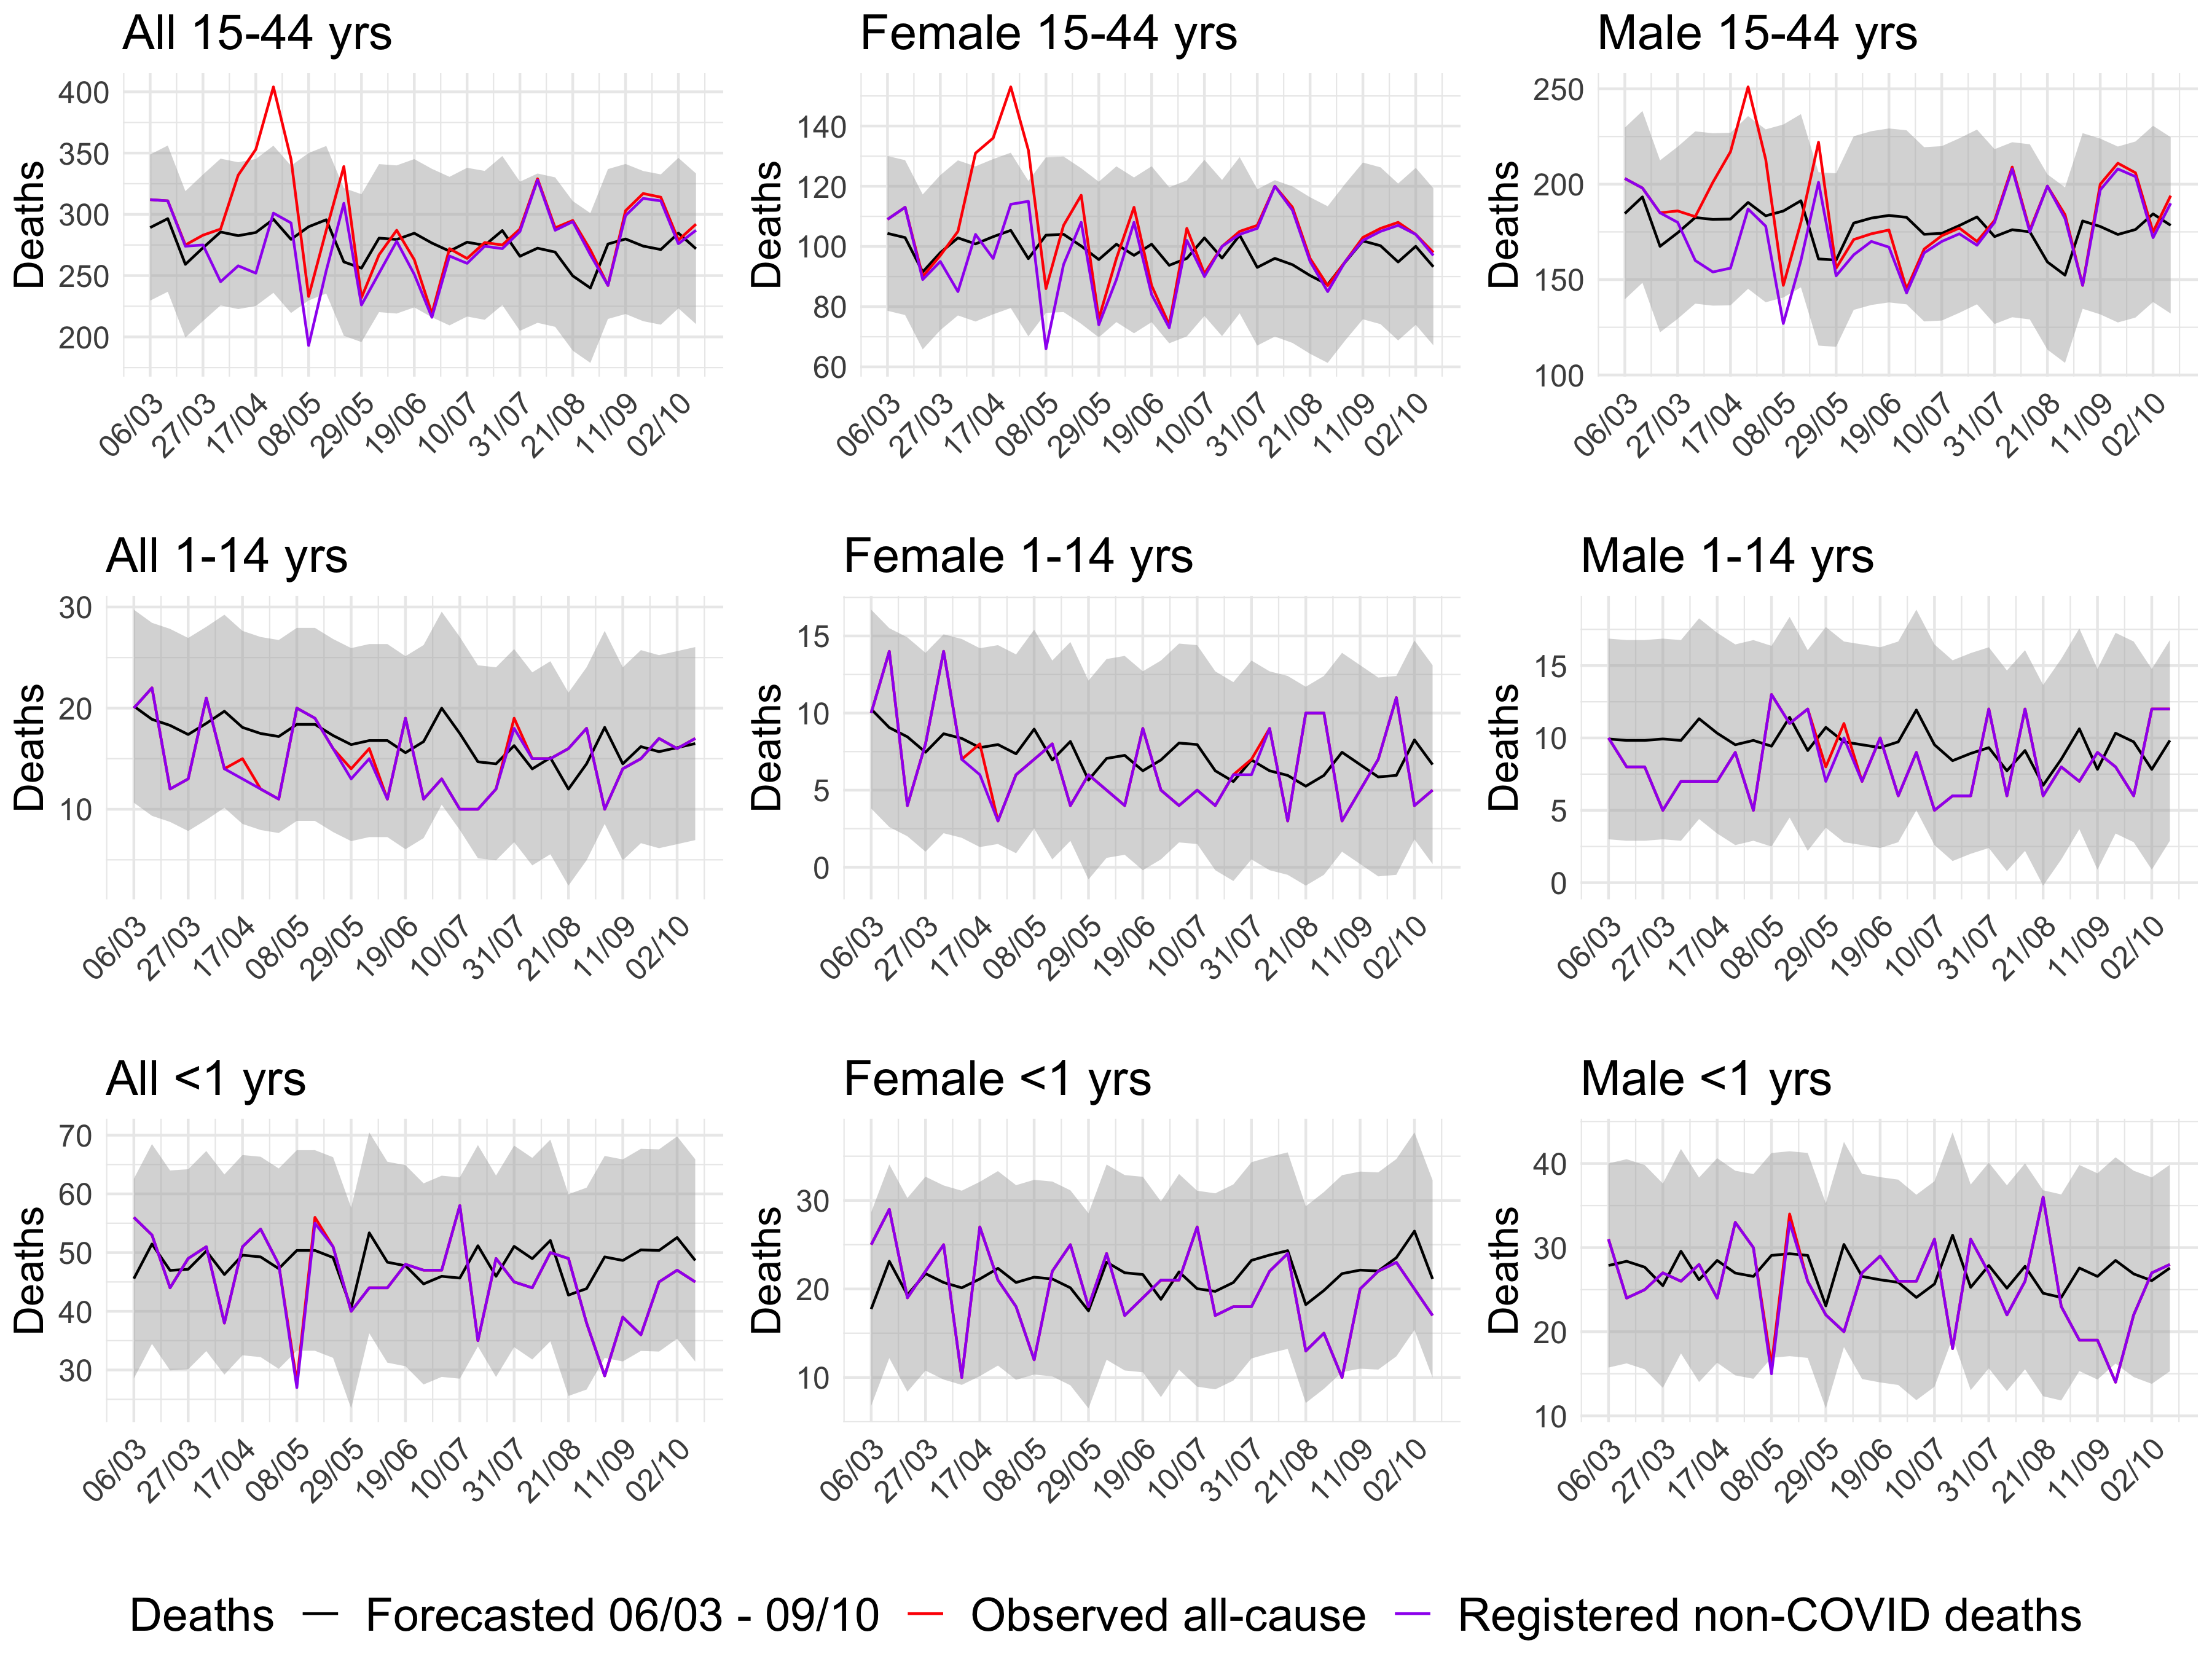 All 15-44 yrs
Female 15-44 yrs
Male 15-44 yrs
Deaths
400
350
300
250
200
06/03 27/03 17/04 08/05 29/05 19/06 10/07 31/07 21/08 11/09 02/10
Deaths
140
120
100
80
60
06/03 27/03 17/04 08/05 29/05 19/06 10/07 31/07 21/08 11/09 02/10
Deaths
250
200
150
100
06/03 27/03 17/04 08/05 29/05 19/06 10/07 31/07 21/08 11/09 02/10
All 1-14 yrs
Female 1-14 yrs
Male 1-14 yrs
Deaths
30
20
10
06/03 27/03 17/04 08/05 29/05 19/06 10/07 31/07 21/08 11/09 02/10
Deaths
15
10
5
0
06/03 27/03 17/04 08/05 29/05 19/06 10/07 31/07 21/08 11/09 02/10
Deaths
15
10
5
0
06/03 27/03 17/04 08/05 29/05 19/06 10/07 31/07 21/08 11/09 02/10
All <1 yrs
Female <1 yrs
Male <1 yrs
Deaths
70
60
50
40
30
06/03 27/03 17/04 08/05 29/05 19/06 10/07 31/07 21/08 11/09 02/10
Deaths
30
20
10
06/03 27/03 17/04 08/05 29/05 19/06 10/07 31/07 21/08 11/09 02/10
Deaths
40
30
20
10
06/03 27/03 17/04 08/05 29/05 19/06 10/07 31/07 21/08 11/09 02/10
Deaths Forecasted 06/03 - 09/10 Observed all-cause Registered non-COVID deaths